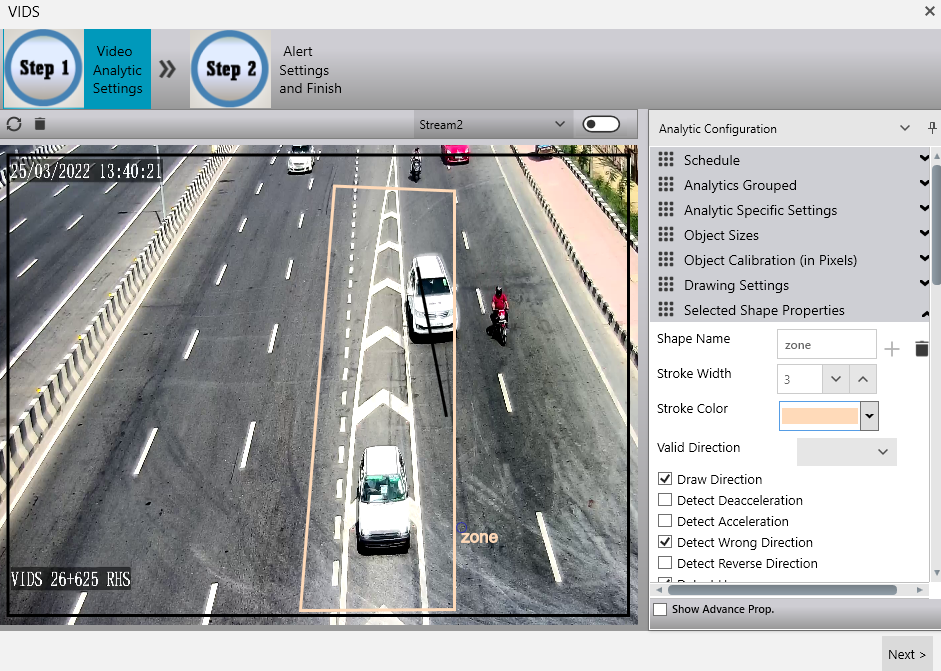 VIDS
Step 1
Video
Analytic
Settings
Step 2
Alert
Settings
and Finish
Stream2
25/03/2022 13:40:21
zone
VIDS 26+625 RHS
Analytic Configuration
Schedule
Analytics Grouped
Analytic Specific Settings
Object Sizes
Object Calibration (in Pixels)
Drawing Settings
Selected Shape Properties
Shape Name
zone
Stroke Width
3
Stroke Color
Valid Direction
Draw Direction
Detect Deacceleration
Detect Acceleration
Detect Wrong Direction
Detect Reverse Direction
Show Advance Prop.
Next >